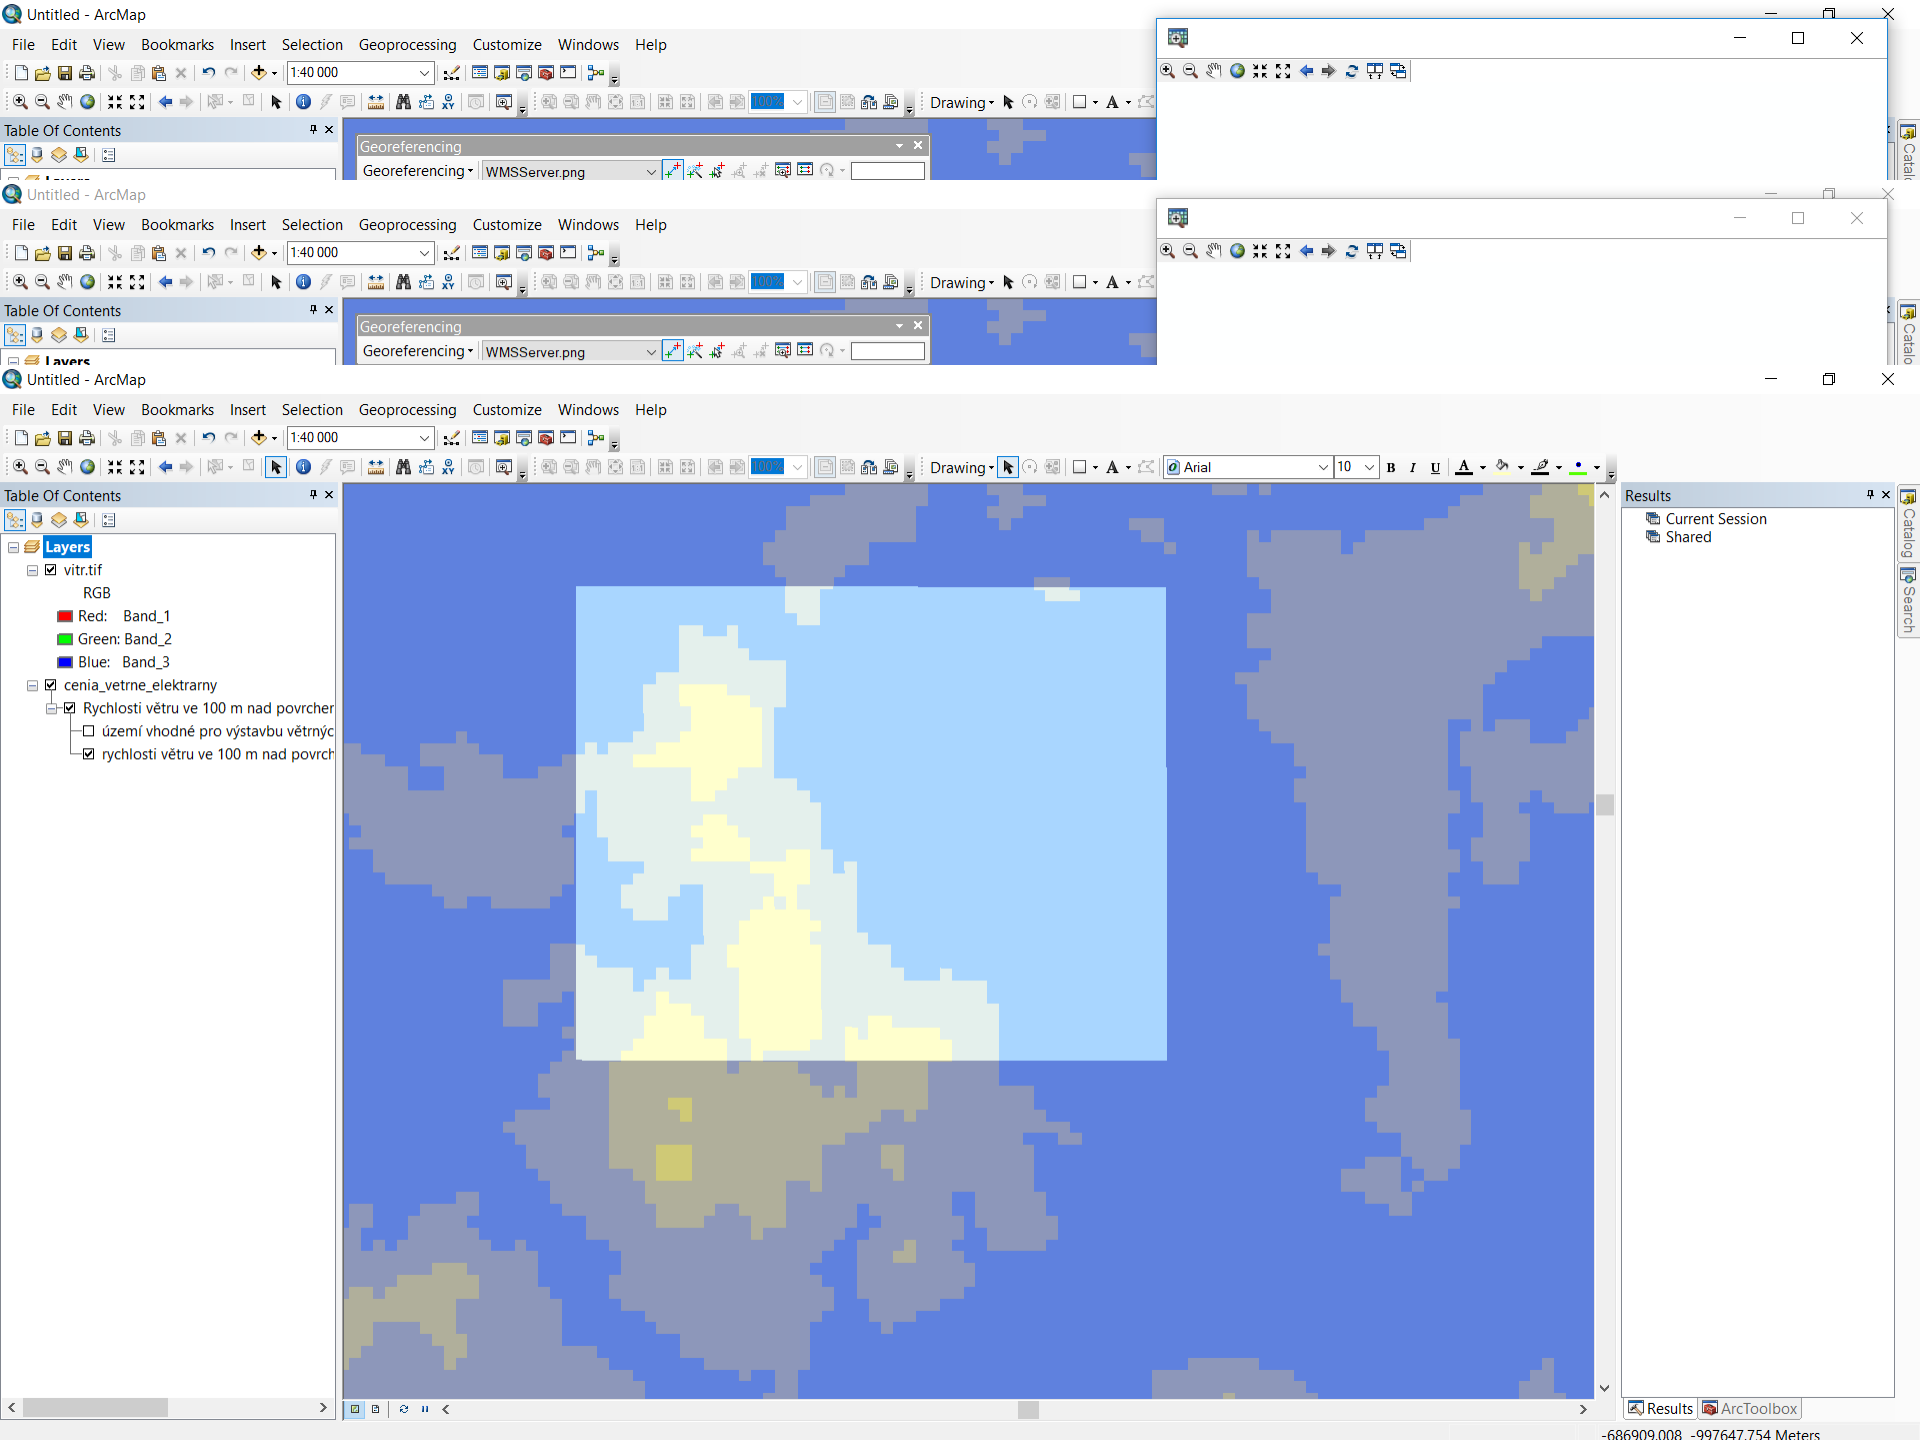 Untitled - ArcMap
File Edit View Bookmarks Insert Selection Geoprocessing Customize Windows Help
1:40 000
100% Drawing A
Table Of Contents
Georeferencing
Georeferencing WMSServer.png
Catalo
Untitled - ArcMap
File Edit View Bookmarks Insert Selection Geoprocessing Customize Windows Help
1:40 000
100% Drawing A
Table Of Contents
Georeferencing
Georeferencing WMSServer.png
Layers
Catalo
Untitled - ArcMap
File Edit View Bookmarks Insert Selection Geoprocessing Customize Windows Help
1:40 000
100% Drawing A Arial 10 B I U A
Table Of Contents
Results
Layers
vitr.tif
RGB
Red: Band_1
Green: Band_2
Blue: Band_3
cenia_vetrne_elektrarny
Rychlosti větru ve 100 m nad povrcher
území vhodné pro výstavbu větrnýc
rychlosti větru ve 100 m nad povrch
Current Session
Shared
Catalog
Search
Results ArcToolbox
-686909,008 -997647,754 Meters